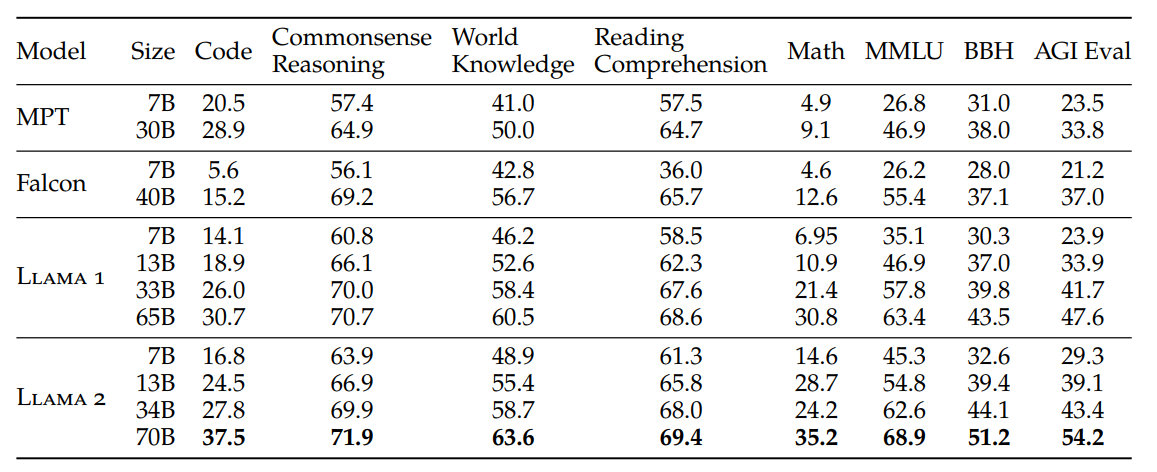 Model Size Code Commonsense Reasoning World Knowledge Reading Comprehension Math MMLU BBH AGI Eval
MPT 7B 20.5 57.4 41.0 57.5 4.9 26.8 31.0 23.5
30B 28.9 64.9 50.0 64.7 9.1 46.9 38.0 33.8
Falcon 7B 5.6 56.1 42.8 36.0 4.6 26.2 28.0 21.2
40B 15.2 69.2 56.7 65.7 12.6 55.4 37.1 37.0
LLAMA 1 7B 14.1 60.8 46.2 58.5 6.95 35.1 30.3 23.9
13B 18.9 66.1 52.6 62.3 10.9 46.9 37.0 33.9
33B 26.0 70.0 58.4 67.6 21.4 57.8 39.8 41.7
65B 30.7 70.7 60.5 68.6 30.8 63.4 43.5 47.6
LLAMA 2 7B 16.8 63.9 48.9 61.3 14.6 45.3 32.6 29.3
13B 24.5 66.9 55.4 65.8 28.7 54.8 39.4 39.1
34B 27.8 69.9 58.7 68.0 24.2 62.6 44.1 43.4
70B 37.5 71.9 63.6 69.4 35.2 68.9 51.2 54.2